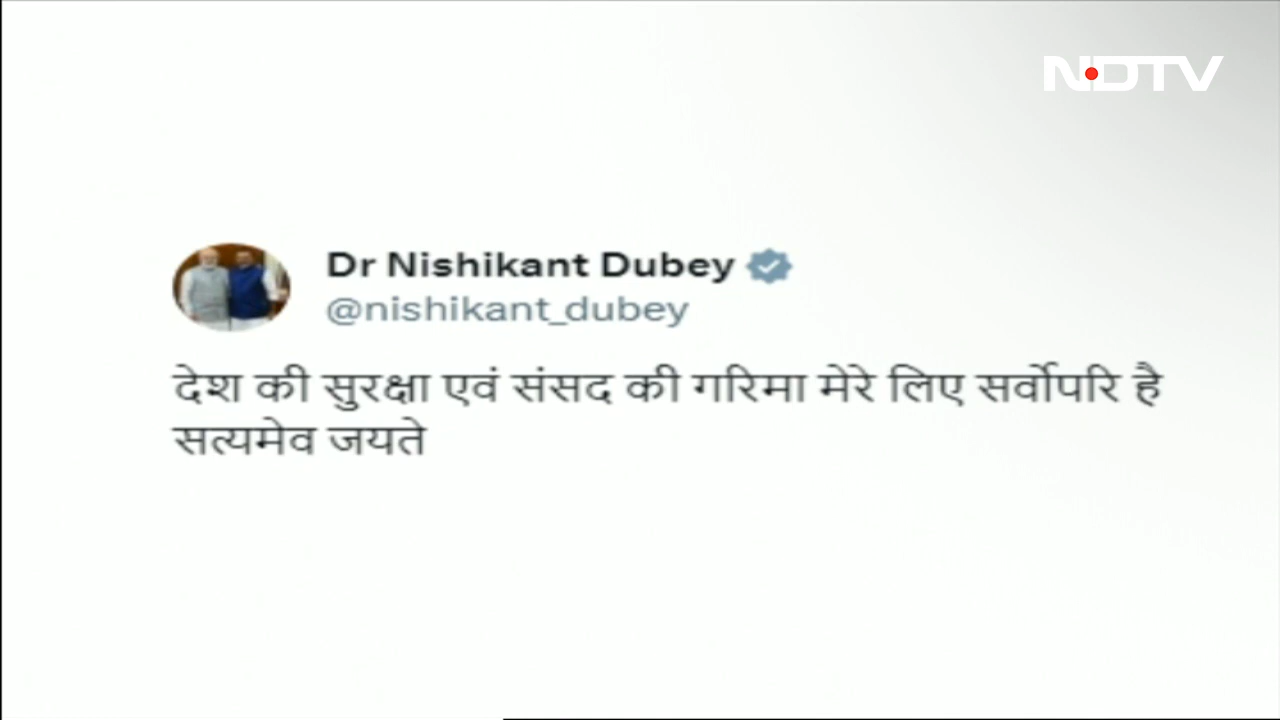 NDTV
Dr Nishikant Dubey
@nishikant_dubey
देश की सुरक्षा एवं संसद की गरिमा मेरे लिए सर्वोपरि है
सत्यमेव जयते